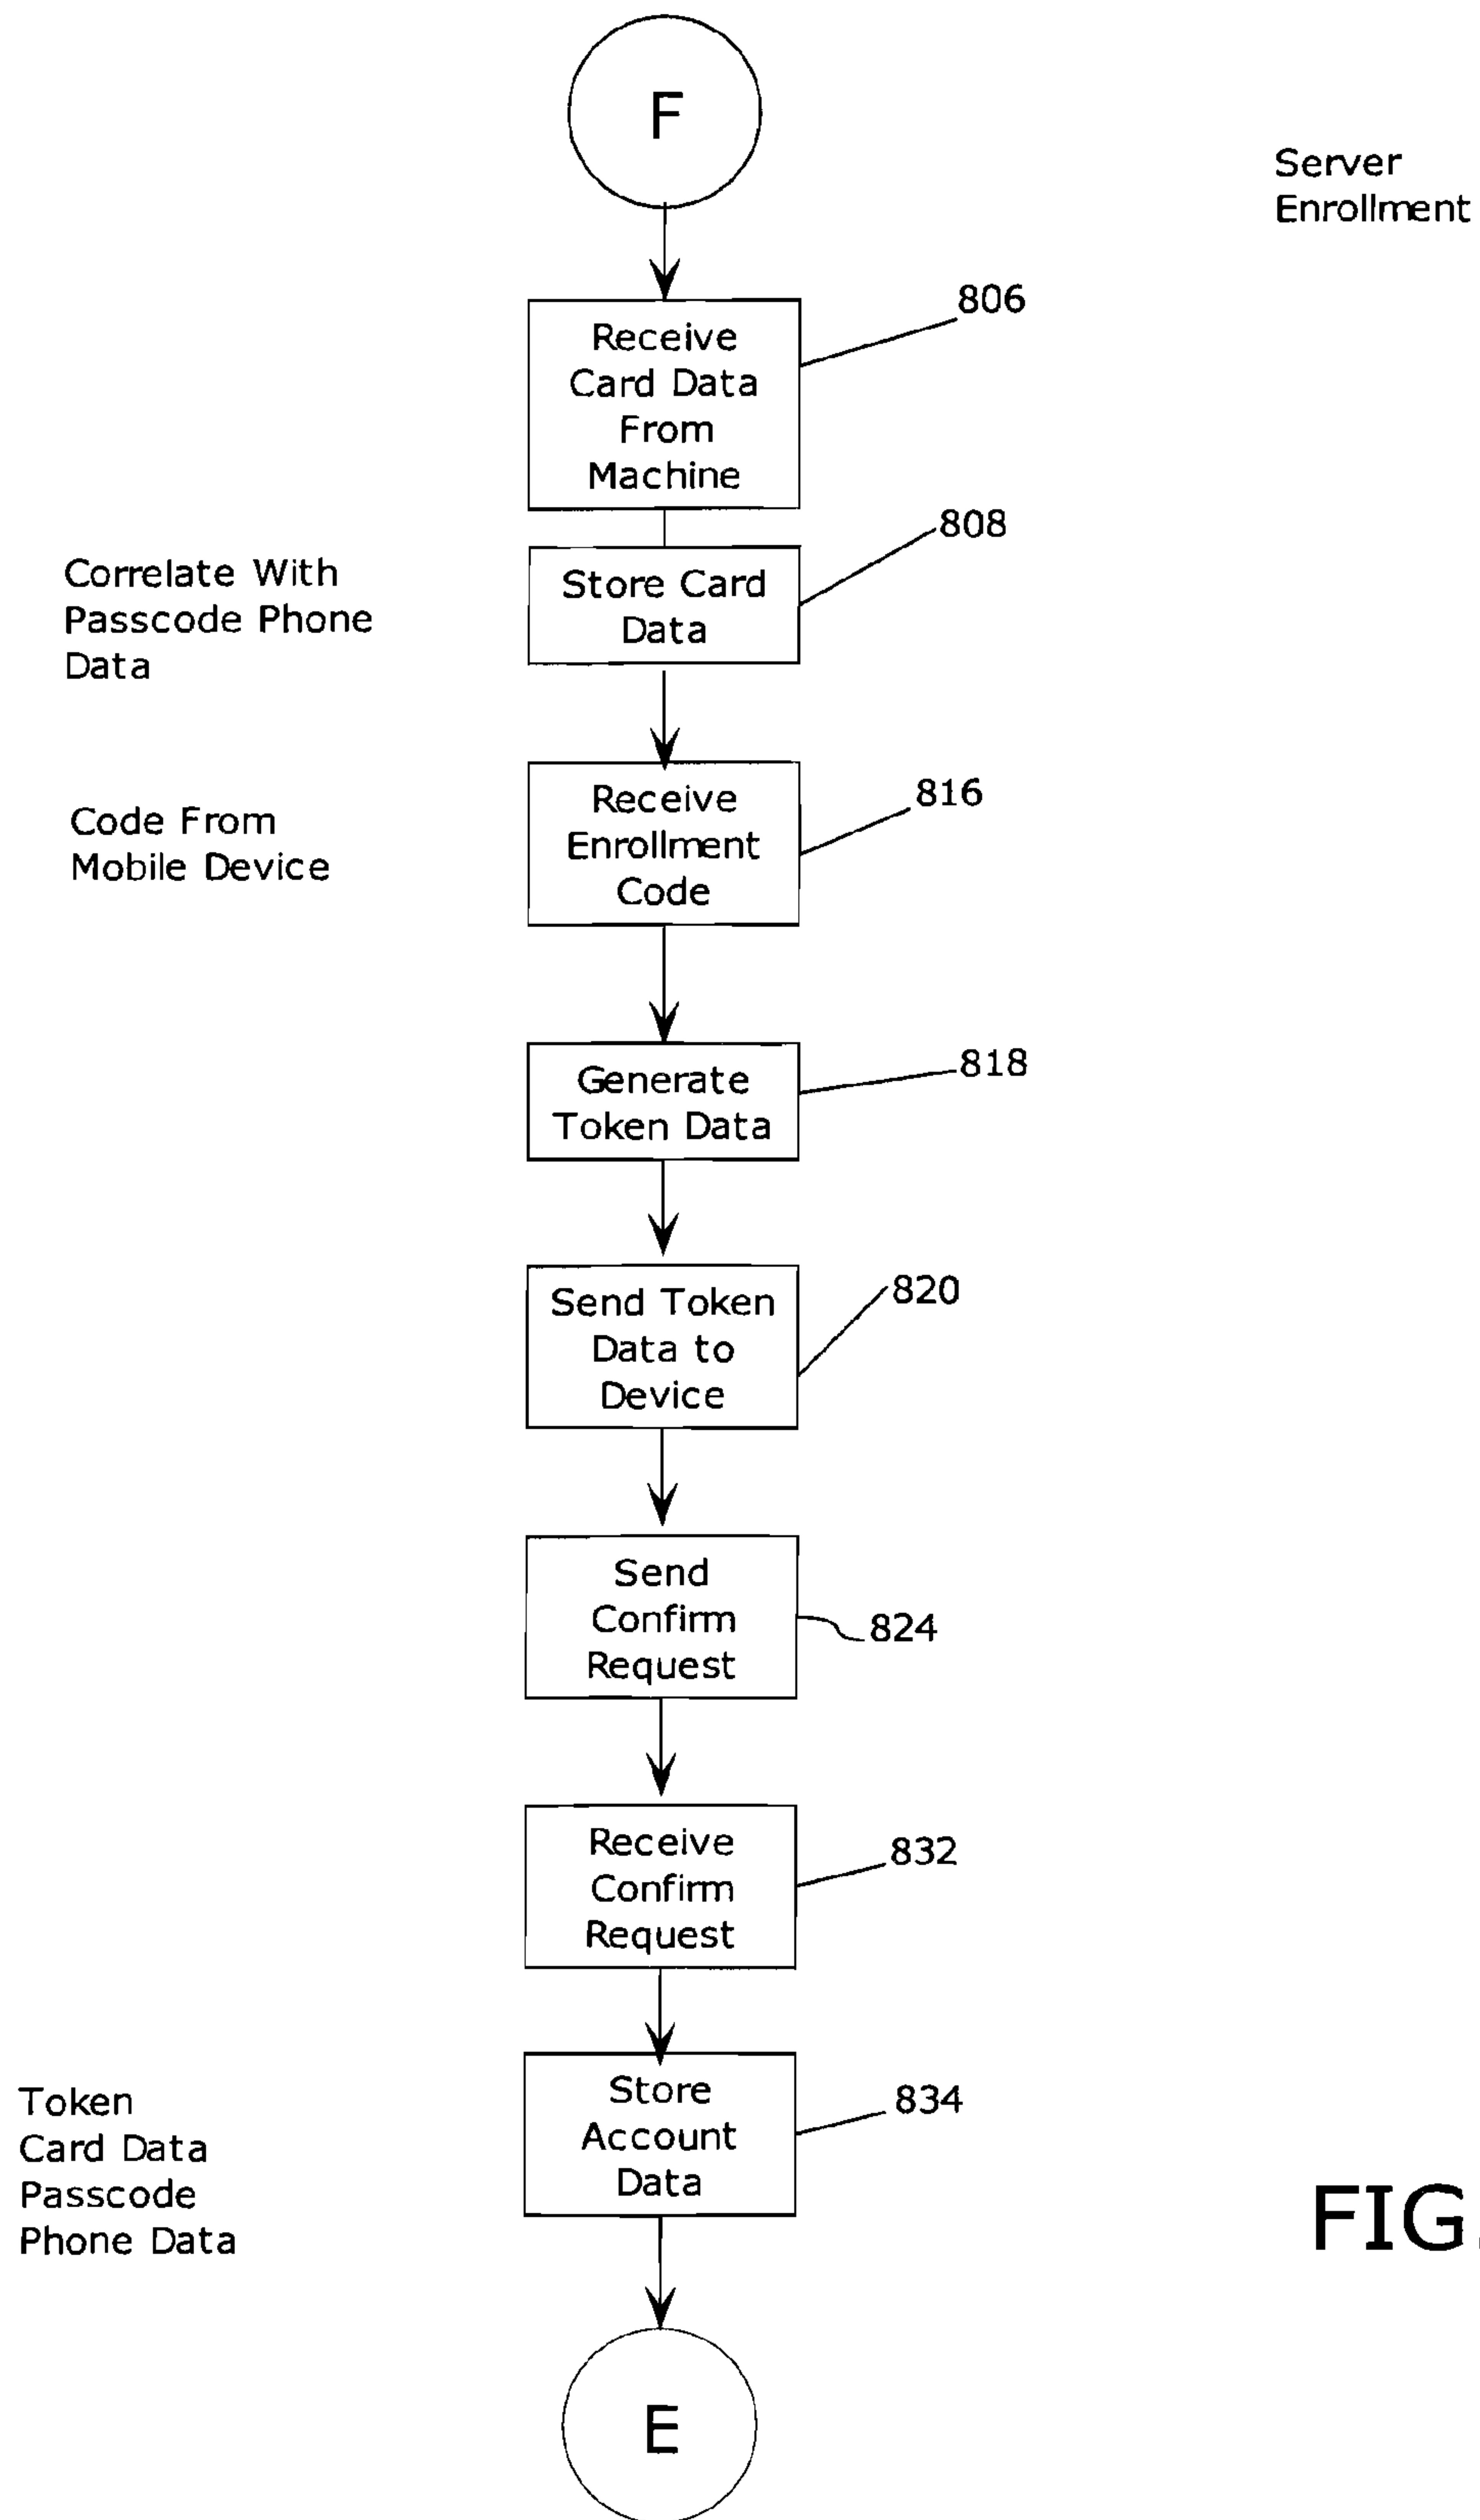 F
Server
Enrollment
806
Receive
Card Data
From
Machine
808
Correlate With
Passcode Phone
Data
Store Card
Data
816
Code From
Mobile Device
Receive
Enrollment
Code
818
Generate
Token Data
820
Send Token
Data to
Device
Send
Confirm
Request
824
Receive
Confirm
Request
832
Token
Card Data
Passcode
Phone Data
Store
Account
Data
834
FIG.
E